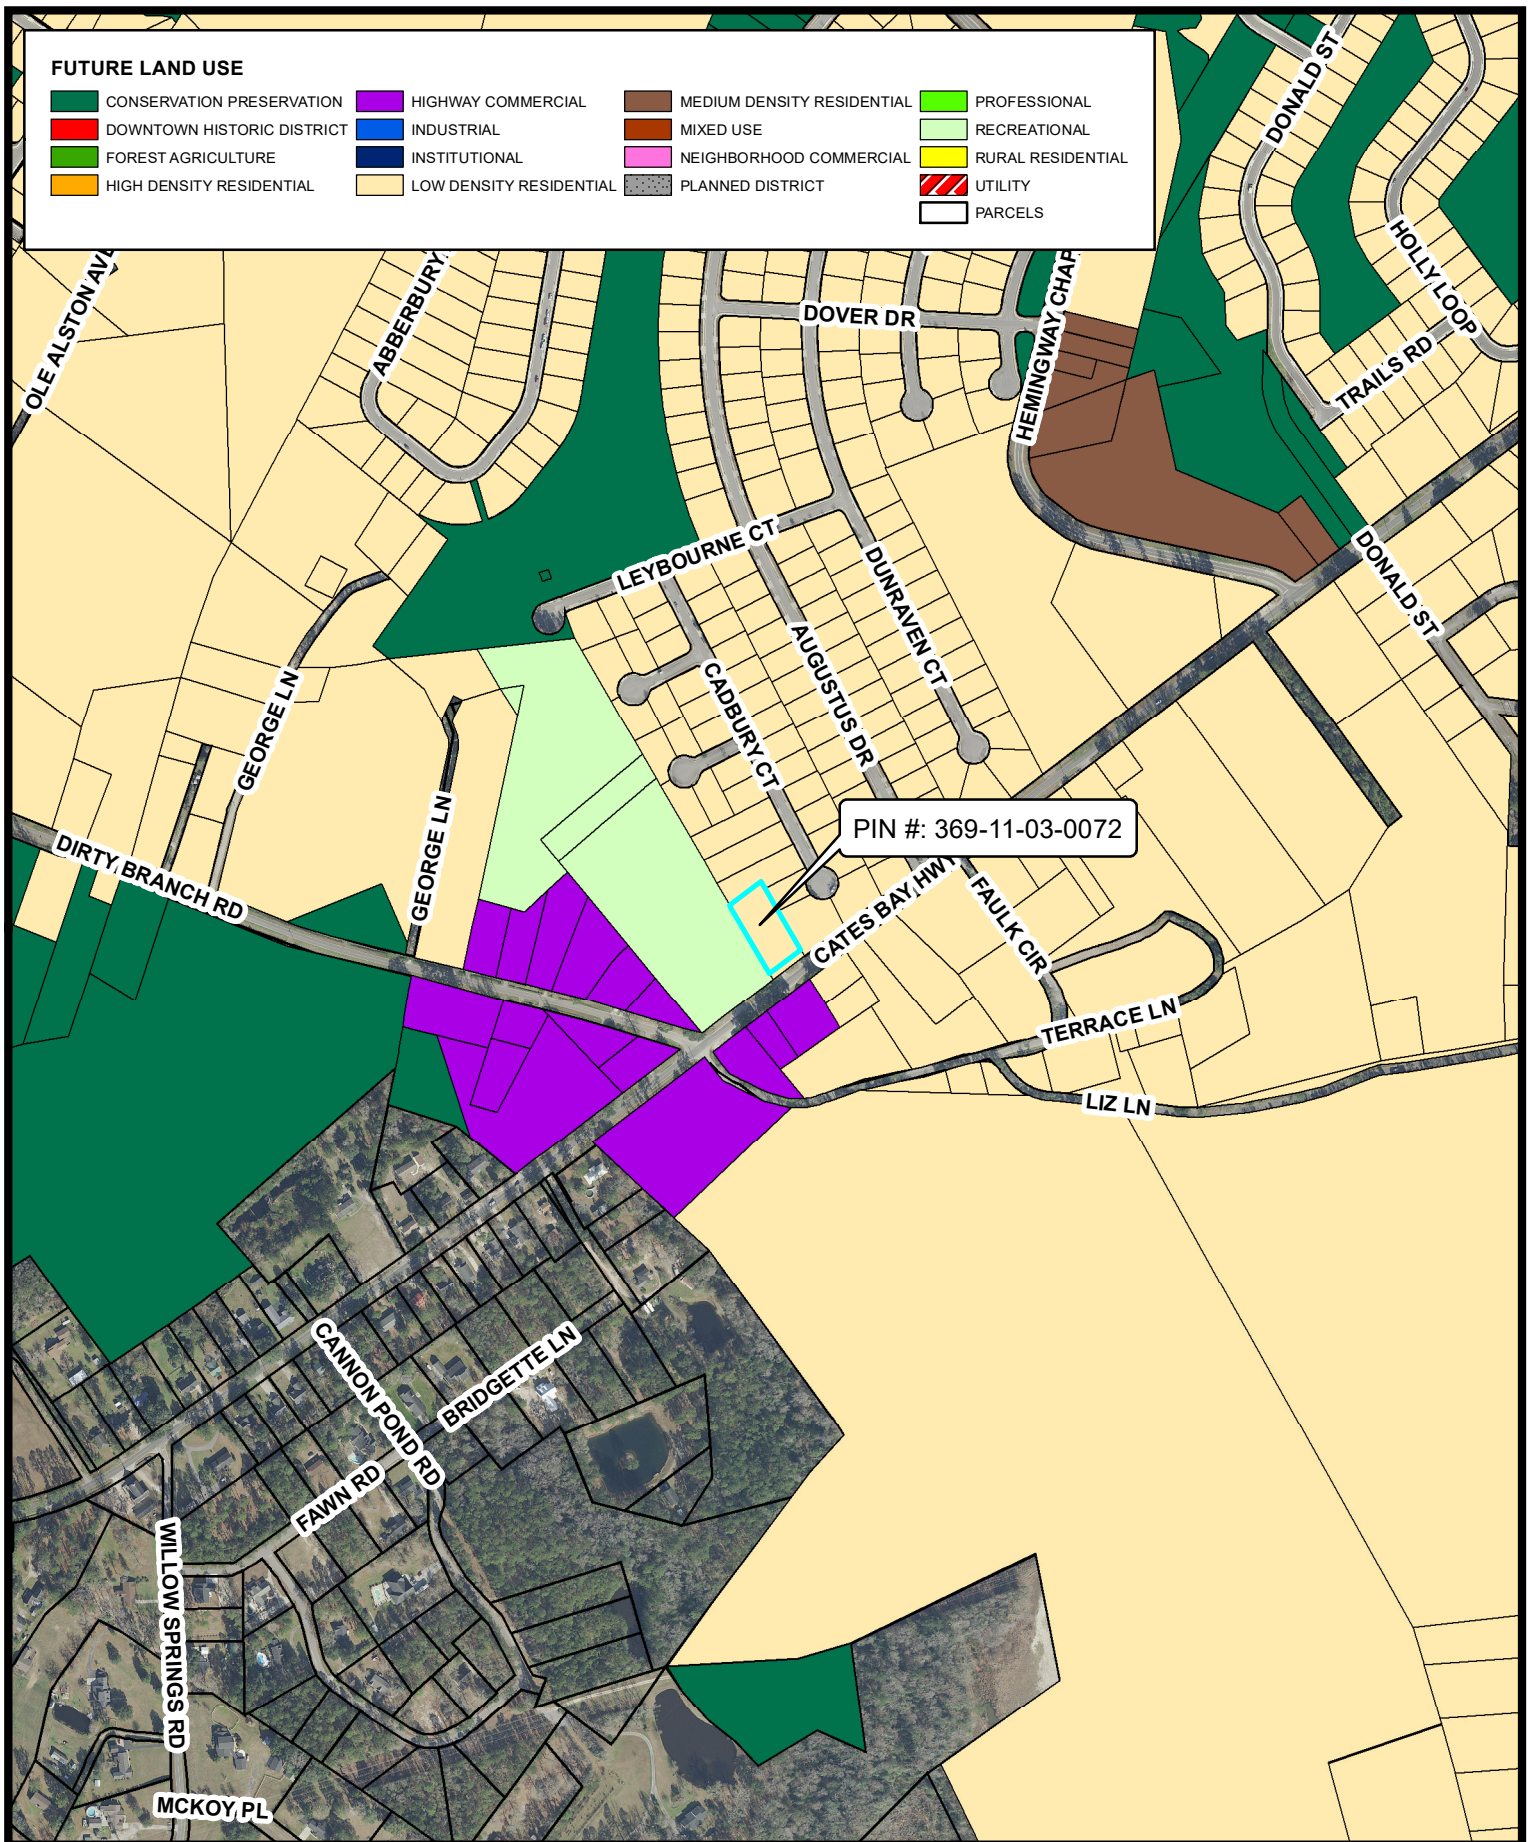 FUTURE LAND USE
CONSERVATION PRESERVATION
DOWNTOWN HISTORIC DISTRICT
FOREST AGRICULTURE
HIGH DENSITY RESIDENTIAL
HIGHWAY COMMERCIAL
INDUSTRIAL
INSTITUTIONAL
LOW DENSITY RESIDENTIAL
MEDIUM DENSITY RESIDENTIAL
MIXED USE
NEIGHBORHOOD COMMERCIAL
PLANNED DISTRICT
PROFESSIONAL
RECREATIONAL
RURAL RESIDENTIAL
UTILITY
PARCELS
DONALD ST
HOLLY LOOP
TRAILS RD
OLE ALSTON AVE
ABBERBURY
DOVER DR
HEMINGWAY CHAP
LEYBOURNE CT
DUNRAVEN CT
DONALD ST
AUGUSTUS DR
CADBURY CT
GEORGE LN
GEORGE LN
DIRTY BRANCH RD
PIN #: 369-11-03-0072
CATES BAY HWY
FAULK CIR
TERRACE LN
LIZ LN
CANNON POND RD
BRIDGETTE LN
FAWN RD
WILLOW SPRINGS RD
MCKOY PL